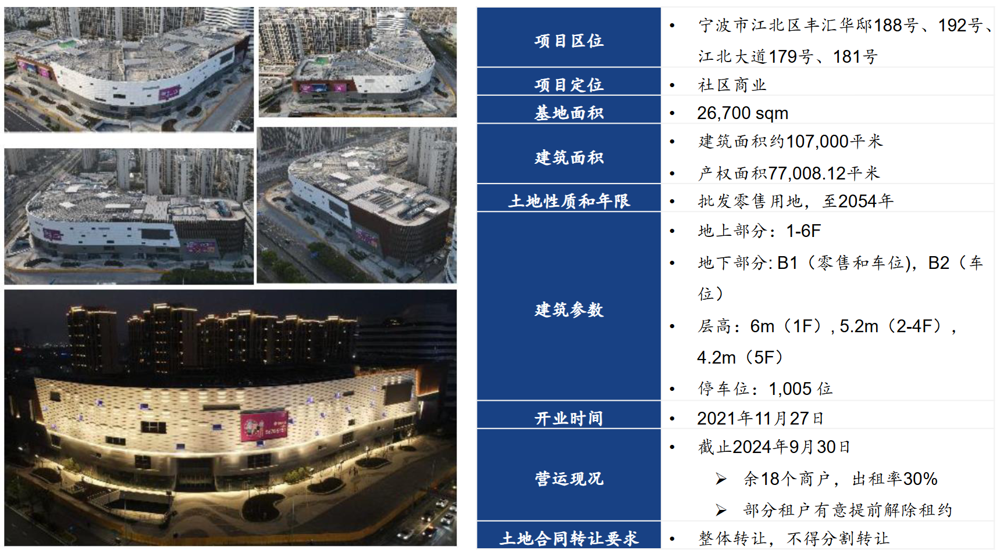 项目区位
• 宁波市江北区丰汇华邸188号、192号、
江北大道179号、181号
项目定位
• 社区商业
基地面积
• 26,700 sqm
建筑面积
• 建筑面积约107,000平米
• 产权面积77,008.12平米
土地性质和年限
• 批发零售用地，至2054年
建筑参数
• 地上部分：1-6F
• 地下部分: B1（零售和车位)，B2（车
位）
• 层高：6m（1F）, 5.2m（2-4F），
4.2m（5F）
• 停车位：1,005 位
开业时间
• 2021年11月27日
营运现况
• 截止2024年9月30日
➢ 余18个商户，出租率30%
➢ 部分租户有意提前解除租约
土地合同转让要求
• 整体转让，不得分割转让